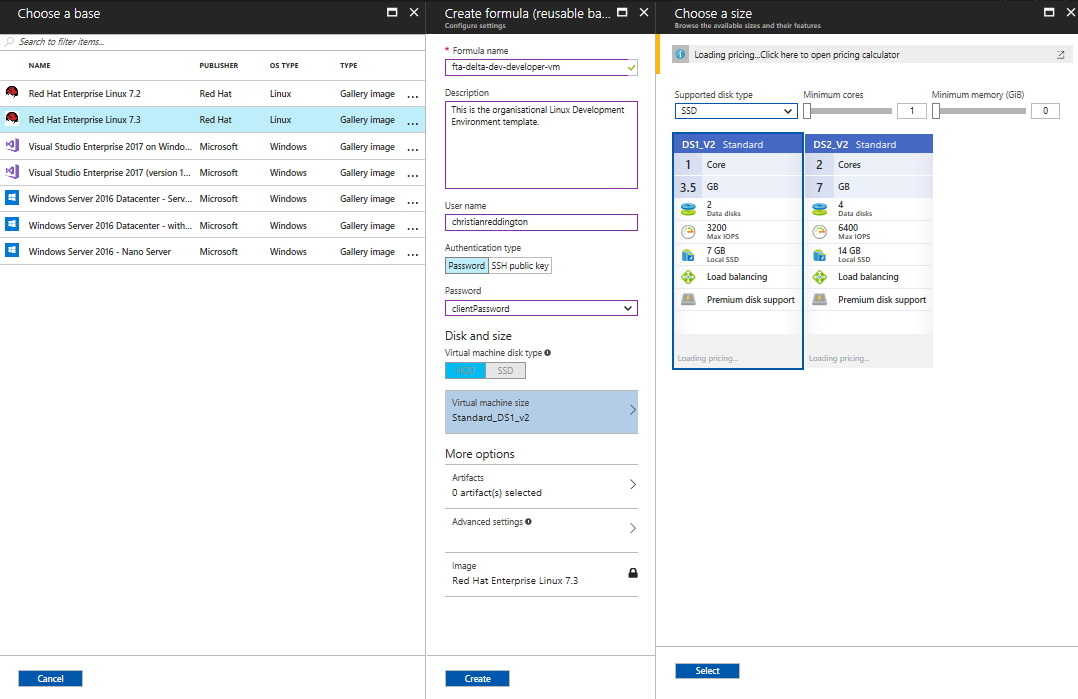 Choose a base
Search to filter items...
NAME PUBLISHER OS TYPE TYPE
Red Hat Enterprise Linux 7.2 Red Hat Linux Gallery image ...
Red Hat Enterprise Linux 7.3 Red Hat Linux Gallery image ...
Visual Studio Enterprise 2017 on Windo... Microsoft Windows Gallery image ...
Visual Studio Enterprise 2017 (version 1... Microsoft Windows Gallery image ...
Windows Server 2016 Datacenter - Serv... Microsoft Windows Gallery image ...
Windows Server 2016 Datacenter - with... Microsoft Windows Gallery image ...
Windows Server 2016 - Nano Server Microsoft Windows Gallery image ...
Cancel
Create formula (reusable ba...
Configure settings
* Formula name
fta-delta-dev-developer-vm
Description
This is the organisational Linux Development
Environment template.
User name
christianreddington
Authentication type
Password SSH public key
Password
clientPassword
Disk and size
Virtual machine disk type
HDD SSD
Virtual machine size
Standard_DS1_v2
More options
Artifacts
0 artifact(s) selected
Advanced settings
Image
Red Hat Enterprise Linux 7.3
Create
Choose a size
Browse the available sizes and their features
Loading pricing...Click here to open pricing calculator
Supported disk type Minimum cores Minimum memory (GiB)
SSD 1 0
DS1_V2 Standard
1 Core
3.5 GB
2
Data disks
3200
Max IOPS
7 GB
Local SSD
Load balancing
Premium disk support
Loading pricing...
DS2_V2 Standard
2 Cores
7 GB
4
Data disks
6400
Max IOPS
14 GB
Local SSD
Load balancing
Premium disk support
Loading pricing...
Select